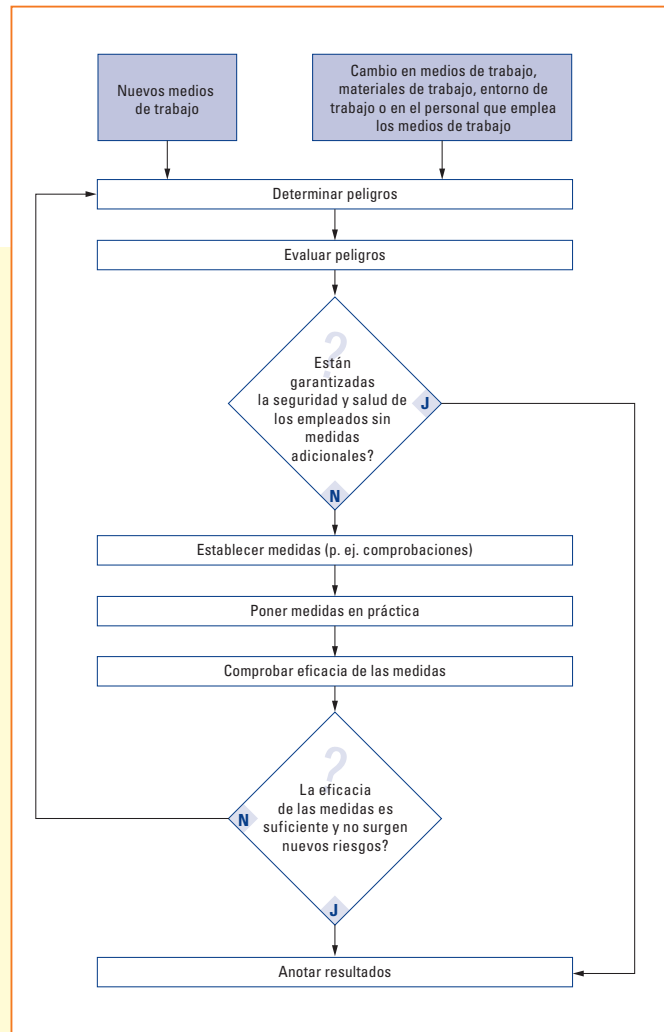 Nuevos medios
de trabajo
Cambio en medios de trabajo,
materiales de trabajo, entorno de
trabajo o en el personal que emplea
los medios de trabajo
Determinar peligros
Evaluar peligros
?
Están
garantizadas
la seguridad y salud de
los empleados sin
medidas
adicionales?
J
N
Establecer medidas (p. ej. comprobaciones)
Poner medidas en práctica
Comprobar eficacia de las medidas
?
La eficacia
de las medidas es
suficiente y no surgen
nuevos riesgos?
N
J
Anotar resultados